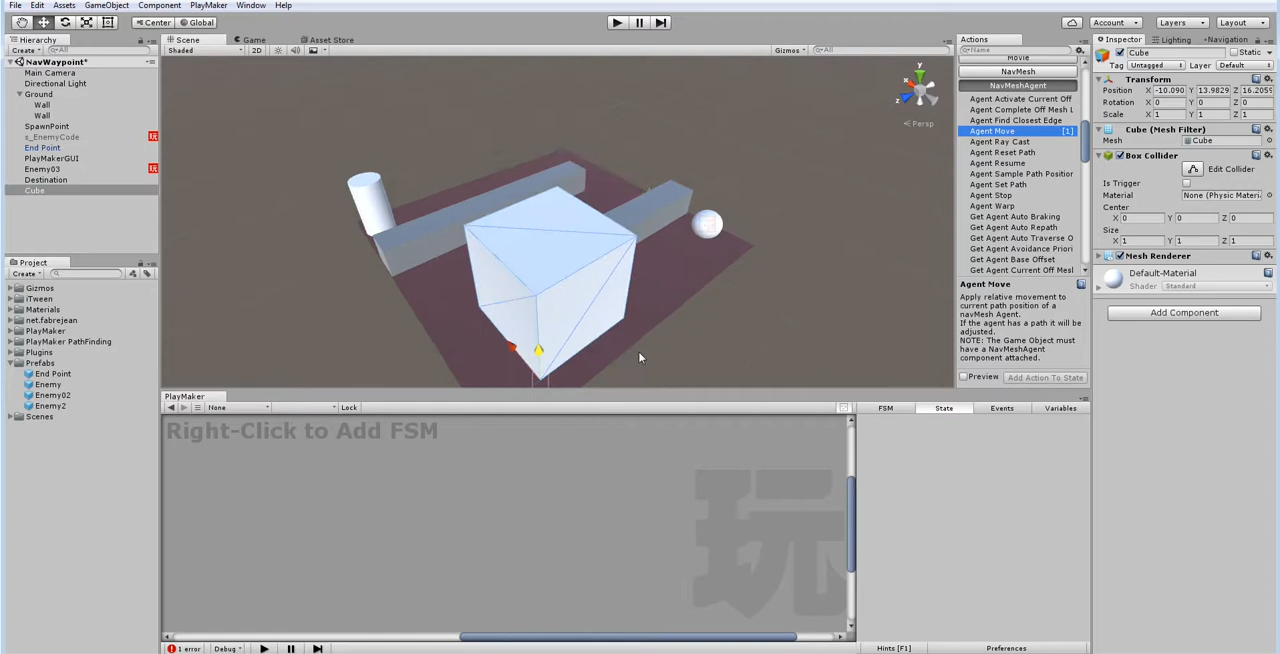 File Edit Assets GameObject Component PlayMaker Window Help
Center Global Account Layers Layout
Hierarchy
Create All
NavWaypoint*
Main Camera
Directional Light
Ground
Wall
Wall
SpawnPoint
s_EnemyCode
End Point
PlayMakerGUI
Enemy03
Destination
Cube
Project
Create
Gizmos
iTween
Materials
net.fabrejean
PlayMaker
PlayMaker PathFinding
Plugins
Prefabs
End Point
Enemy
Enemy02
Enemy2
Scenes
Scene Game Asset Store
Shaded 2D Gizmos All
y
x
z
Persp
PlayMaker
None Lock
Right-Click to Add FSM
玩
1 error Debug
Actions
Name
Movie
NavMesh
NavMeshAgent
Agent Activate Current Off
Agent Complete Off Mesh L
Agent Find Closest Edge
Agent Move [1]
Agent Ray Cast
Agent Reset Path
Agent Resume
Agent Sample Path Position
Agent Set Path
Agent Stop
Agent Warp
Get Agent Auto Braking
Get Agent Auto Repath
Get Agent Auto Traverse O
Get Agent Avoidance Priori
Get Agent Base Offset
Get Agent Current Off Mesl
Agent Move
Apply relative movement to
current path position of a
navMesh Agent.
If the agent has a path it will be
adjusted.
NOTE: The Game Object must
have a NavMeshAgent
component attached.
Preview Add Action To State
FSM State Events Variables
Hints [F1] Preferences
Inspector Lighting Navigation
Cube Static
Tag Untagged Layer Default
Transform
Position X -10.090 Y 13.9829 Z 16.2059
Rotation X 0 Y 0 Z 0
Scale X 1 Y 1 Z 1
Cube (Mesh Filter)
Mesh Cube
Box Collider
Edit Collider
Is Trigger
Material None (Physic Materi
Center
X 0 Y 0 Z 0
Size
X 1 Y 1 Z 1
Mesh Renderer
Default-Material
Shader Standard
Add Component